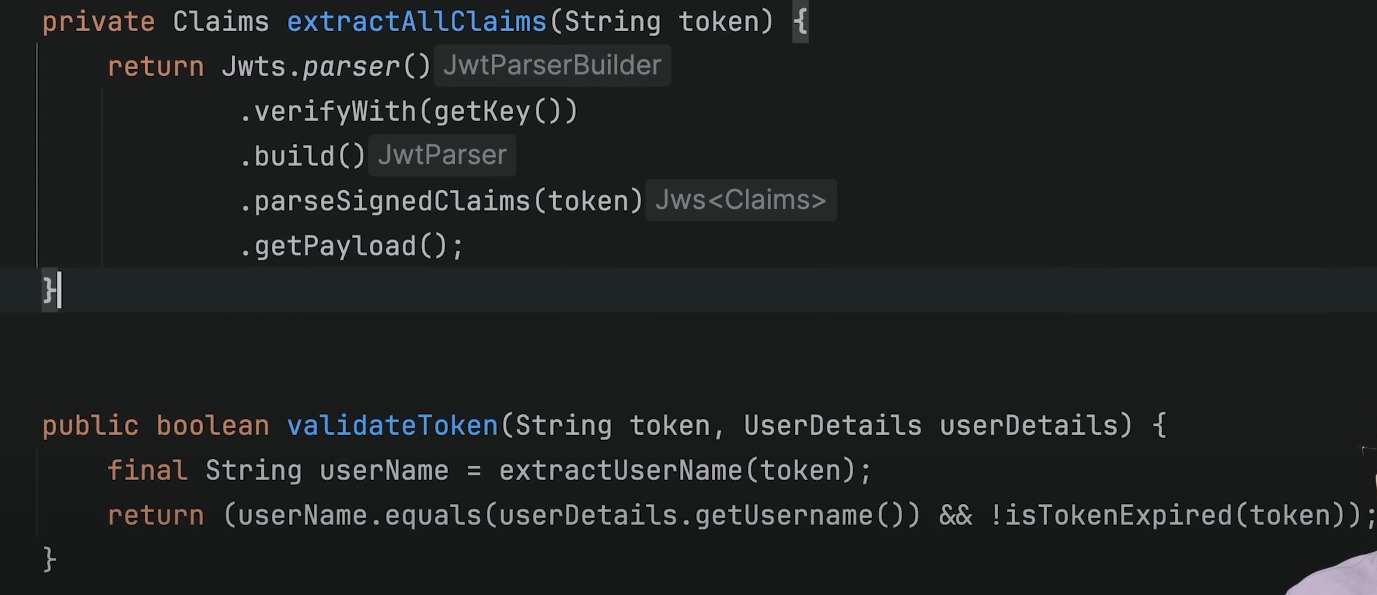 private Claims extractAllClaims(String token) {
return Jwts.parser() JwtParserBuilder
.verifyWith(getKey())
.build() JwtParser
.parseSignedClaims(token) Jws<Claims>
.getPayload();
}
public boolean validateToken(String token, UserDetails userDetails) {
final String userName = extractUserName(token);
return (userName.equals(userDetails.getUsername()) && !isTokenExpired(token));
}